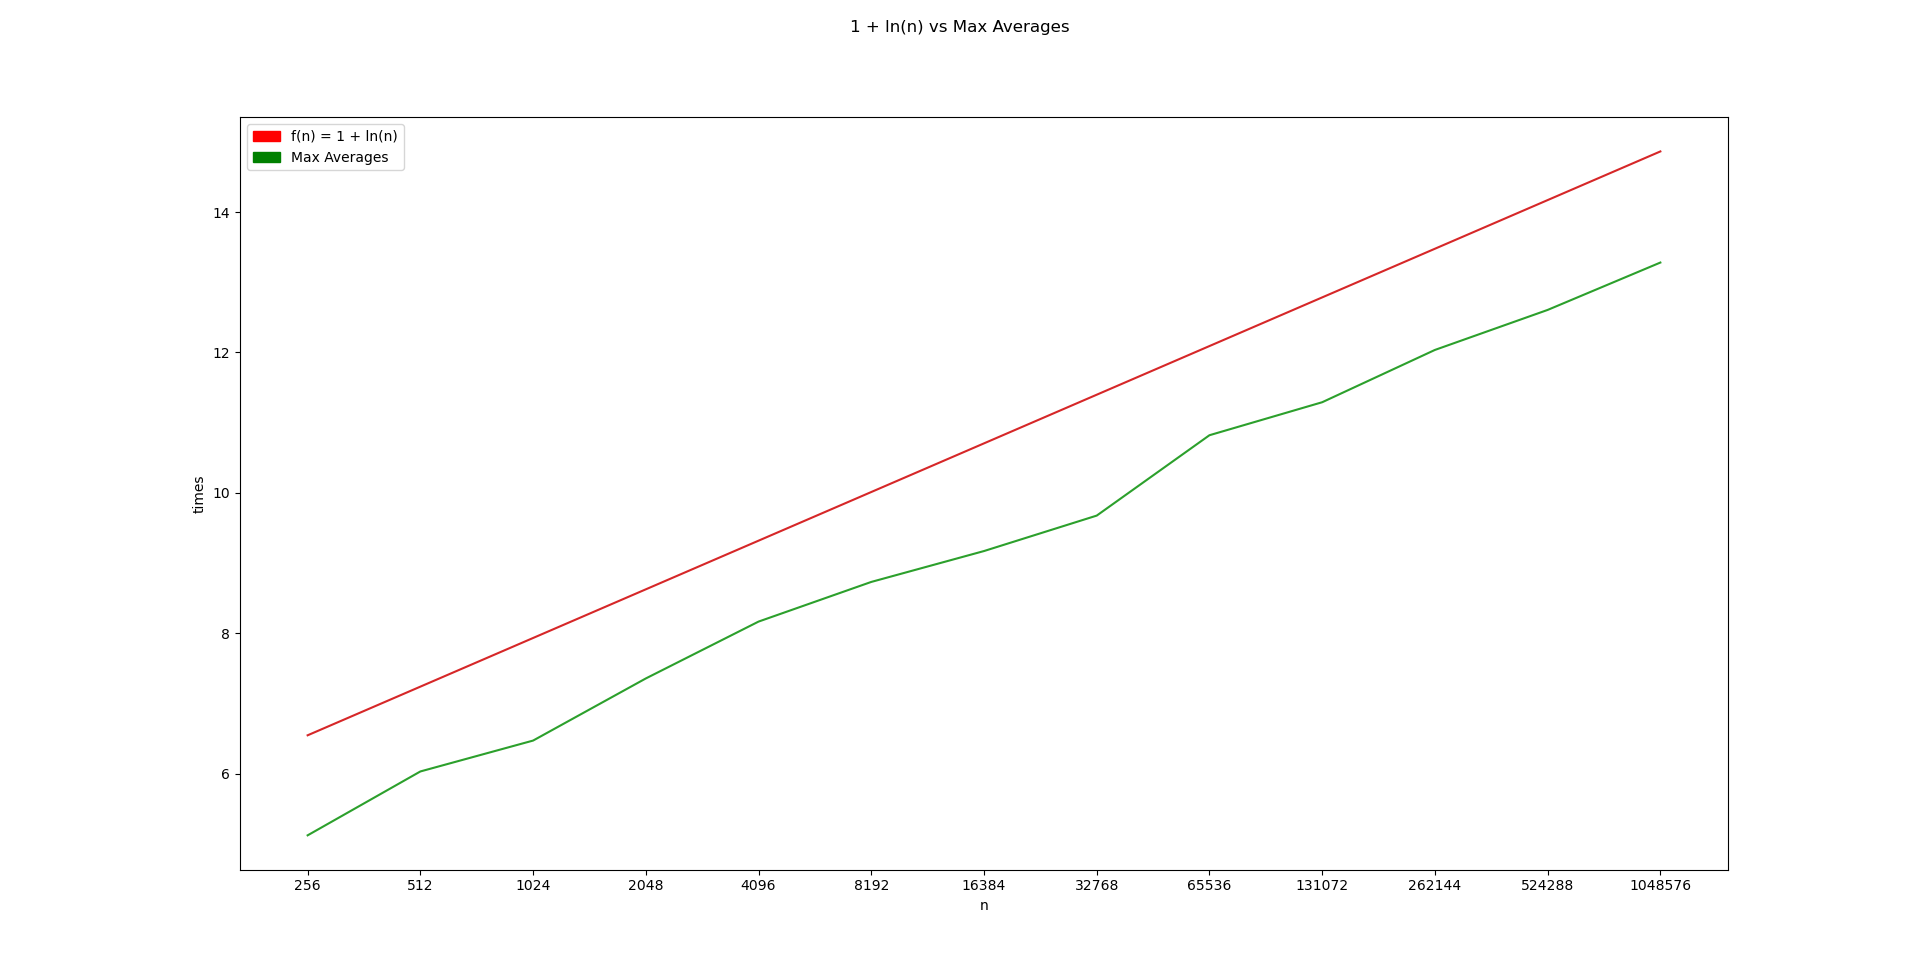 1 + ln(n) vs Max Averages
f(n) = 1 + ln(n)
Max Averages
14
12
10
8
6
times
256 512 1024 2048 4096 8192 16384 32768 65536 131072 262144 524288 1048576
n